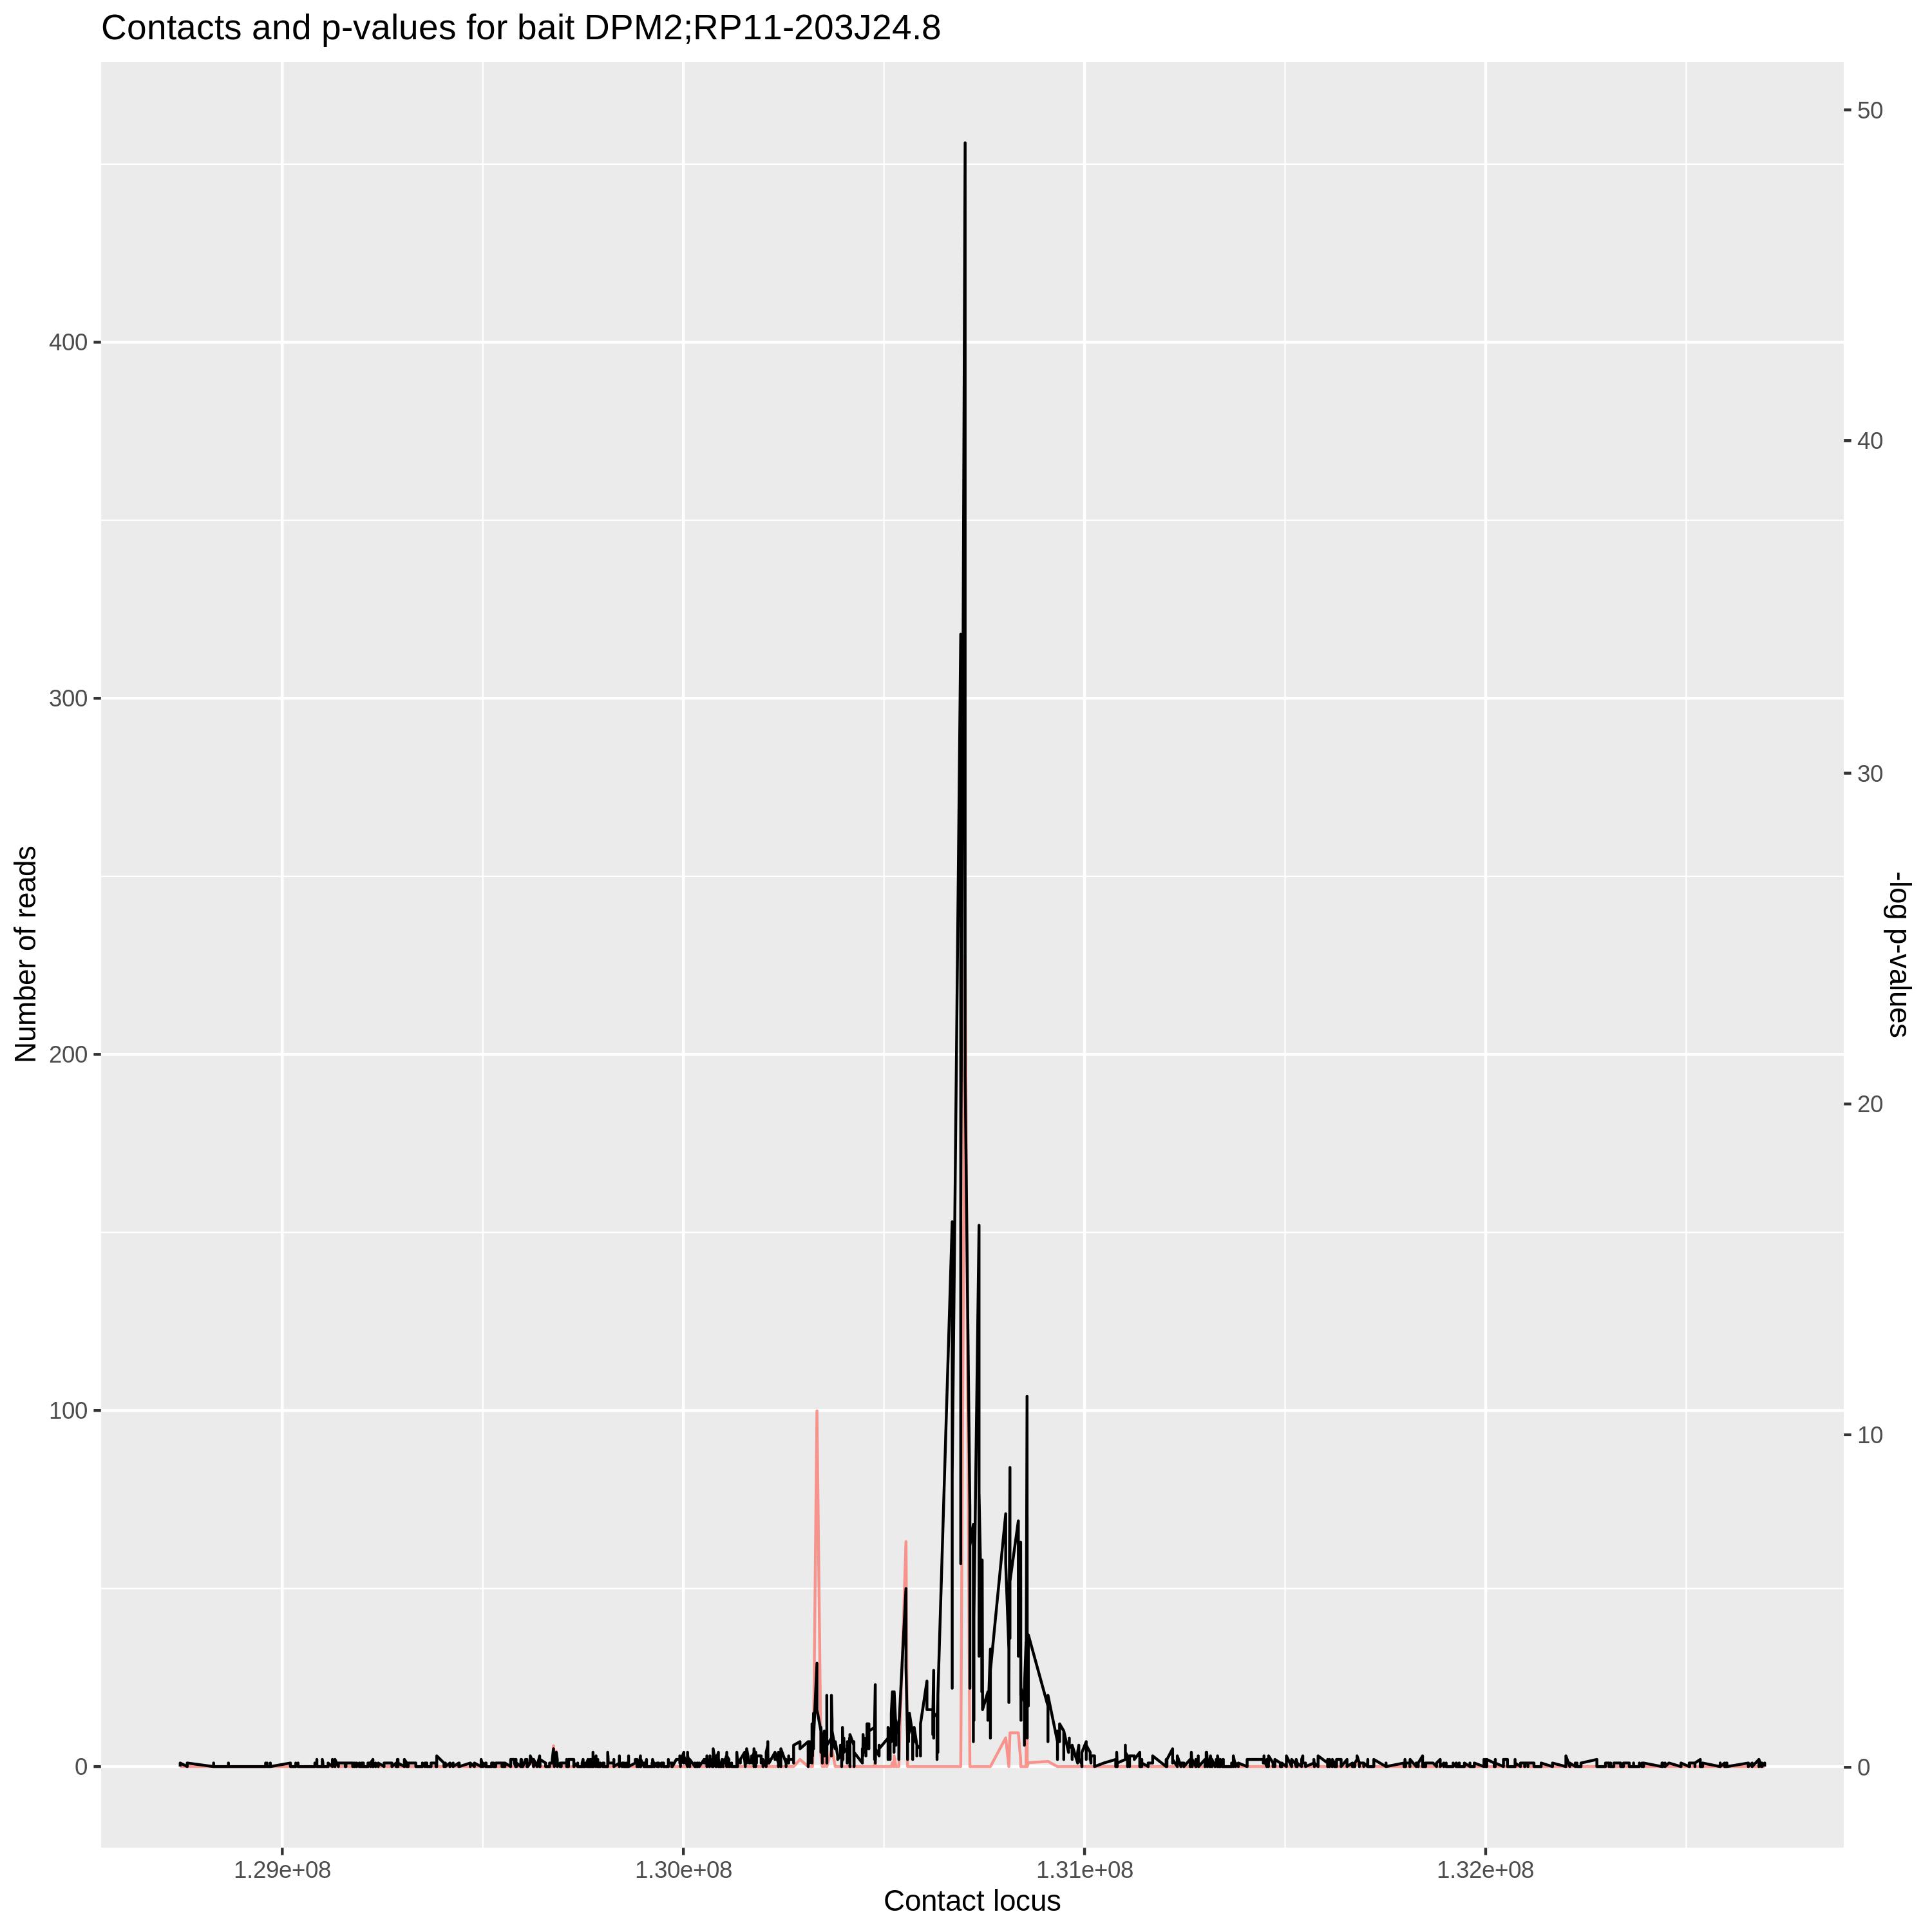 Contacts and p-values for bait DPM2;RP11-203J24.8
Number of reads
400
300
200
100
0
50
40
30
20
10
0
-log p-values
1.29e+08
1.30e+08
1.31e+08
1.32e+08
Contact locus